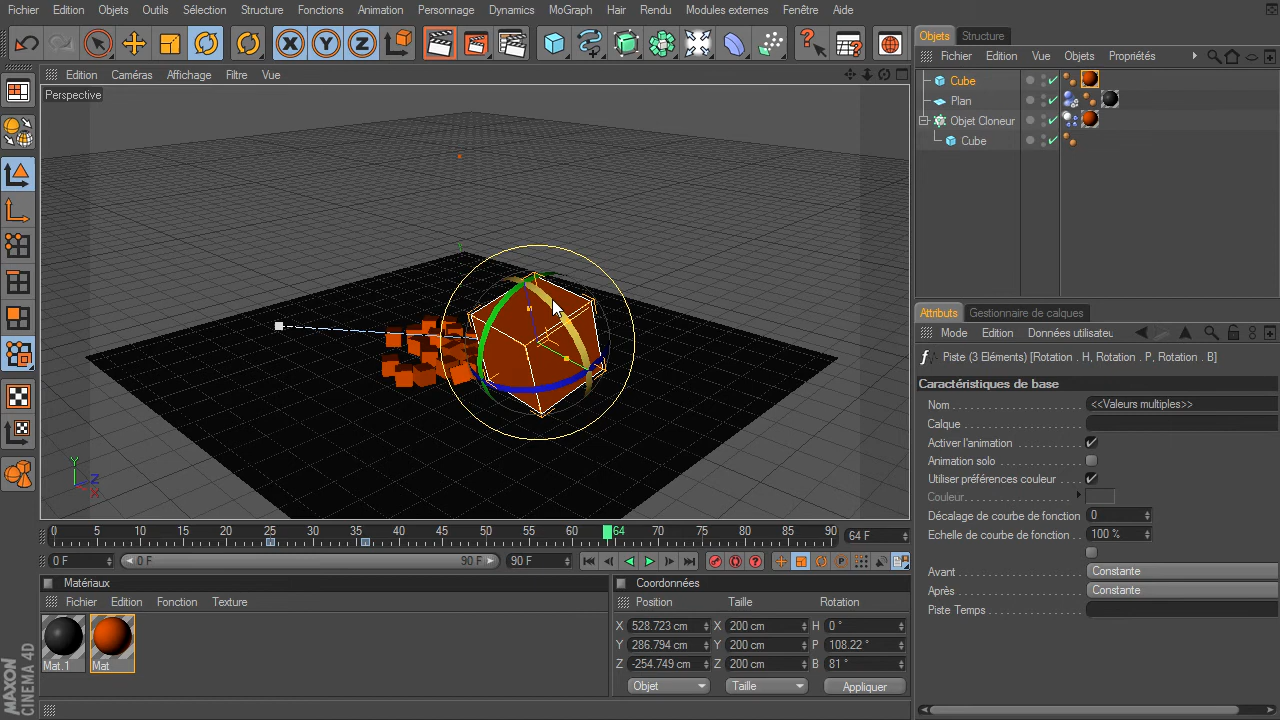 Fichier Edition Objets Outils Sélection Structure Fonctions Animation Personnage Dynamics MoGraph Hair Rendu Modules externes Fenêtre Aide
X Y Z
Objets Structure
Fichier Edition Vue Objets Propriétés
Edition Caméras Affichage Filtre Vue
Perspective
Cube
Plan
Objet Cloneur
Cube
Attributs Gestionnaire de calques
Mode Edition Données utilisateu
Piste (3 Eléments) [Rotation . H, Rotation . P, Rotation . B]
Caractéristiques de base
Nom <<Valeurs multiples>>
Calque
Activer l'animation
Animation solo
Utiliser préférences couleur
Couleur
Décalage de courbe de fonction 0
Echelle de courbe de fonction 100 %
Avant Constante
Après Constante
Piste Temps
Y
Z
X
0 5 10 15 20 25 30 35 40 45 50 55 60 64 70 75 80 85 90 64 F
0 F 0 F 90 F 90 F
Matériaux
Fichier Edition Fonction Texture
Mat.1 Mat
Coordonnées
Position Taille Rotation
X 528.723 cm X 200 cm H 0 °
Y 286.794 cm Y 200 cm P 108.22 °
Z -254.749 cm Z 200 cm B 81 °
Objet Taille Appliquer
MAXON
CINEMA 4D